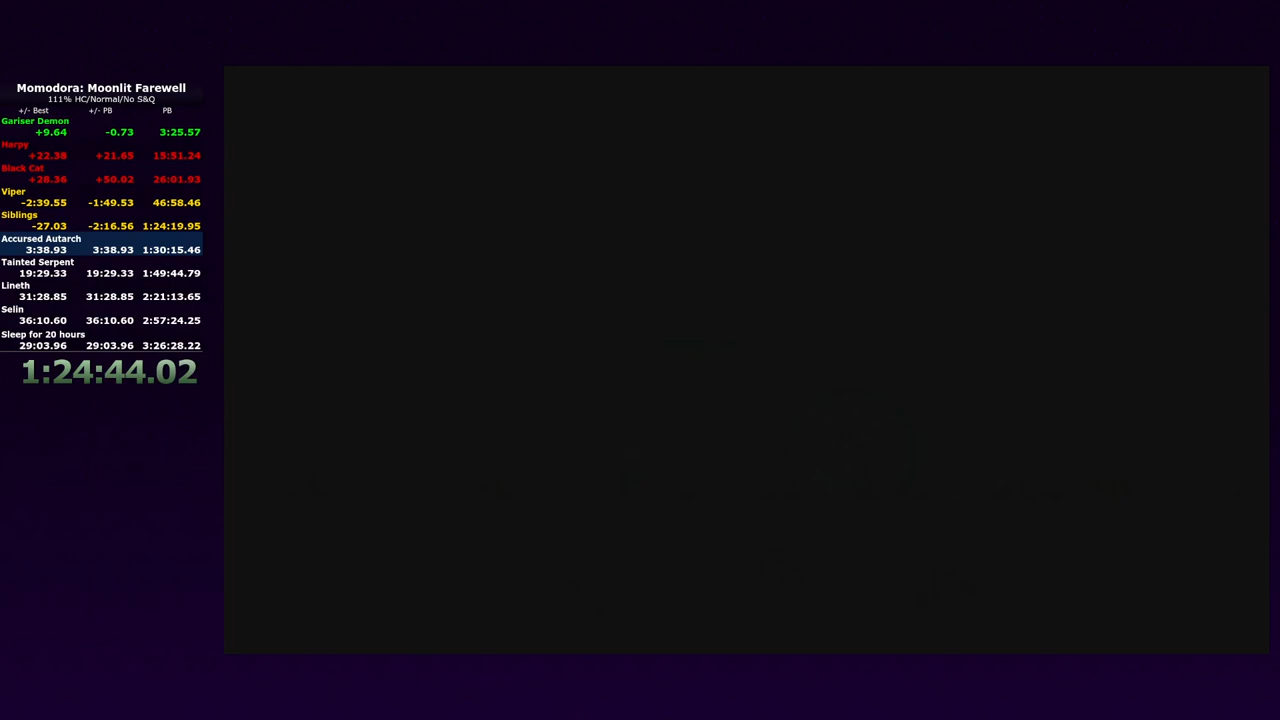 Momodora: Moonlit Farewell
111% HC/Normal/No S&Q
+/- Best +/- PB PB
Gariser Demon
+9.64 -0.73 3:25.57
Harpy
+22.38 +21.65 15:51.24
Black Cat
+28.36 +50.02 26:01.93
Viper
-2:39.55 -1:49.53 46:58.46
Siblings
-27.03 -2:16.56 1:24:19.95
Accursed Autarch
3:38.93 3:38.93 1:30:15.46
Tainted Serpent
19:29.33 19:29.33 1:49:44.79
Lineth
31:28.85 31:28.85 2:21:13.65
Selin
36:10.60 36:10.60 2:57:24.25
Sleep for 20 hours
29:03.96 29:03.96 3:26:28.22
1:24:44.02